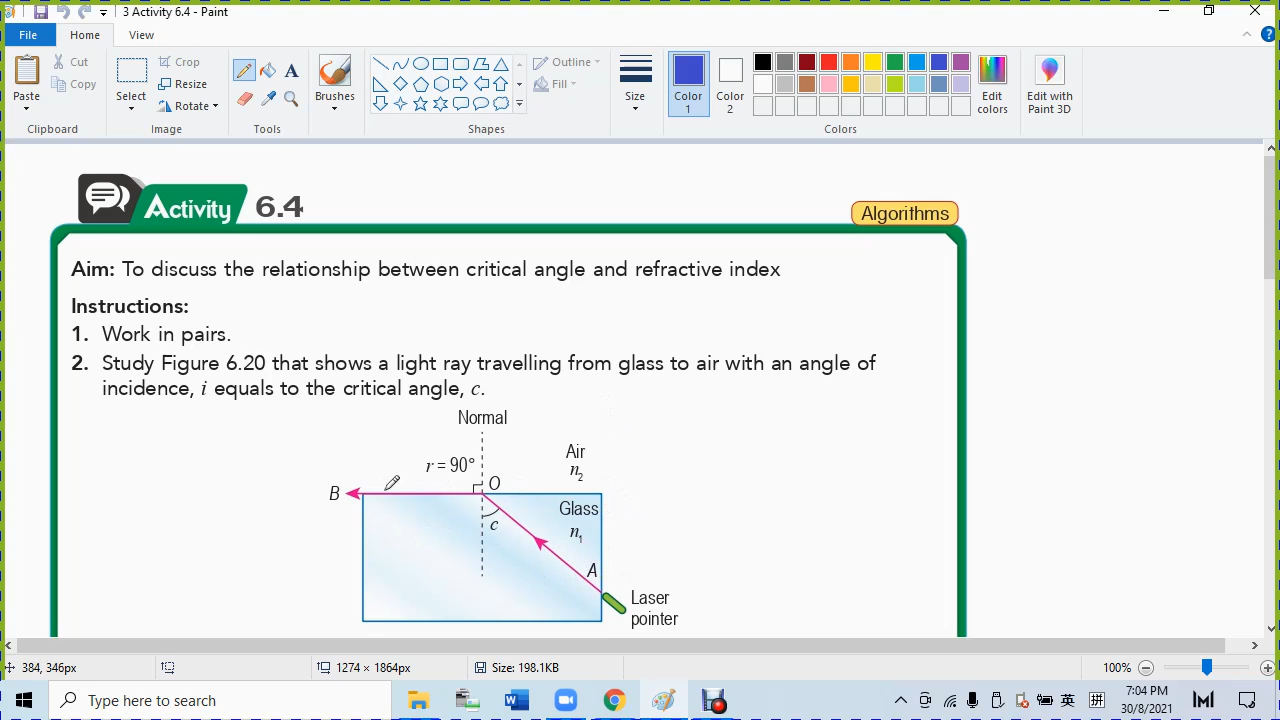 3 Activity 6.4 - Paint
File
Home
View
Paste
Cut
Copy
Clipboard
Select
Crop
Resize
Rotate
Image
A
Tools
Brushes
Outline
Fill
Shapes
Size
Color
1
Color
2
Edit
colors
Edit with
Paint 3D
Colors
Activity 6.4
Algorithms
Aim: To discuss the relationship between critical angle and refractive index
Instructions:
1. Work in pairs.
2. Study Figure 6.20 that shows a light ray travelling from glass to air with an angle of
incidence, i equals to the critical angle, c.
Normal
Air
n₂
r = 90°
B
O
Glass
n₁
c
A
Laser
pointer
384, 346px
1274 × 1864px
Size: 198.1KB
100%
Type here to search
英
拼
7:04 PM
30/8/2021